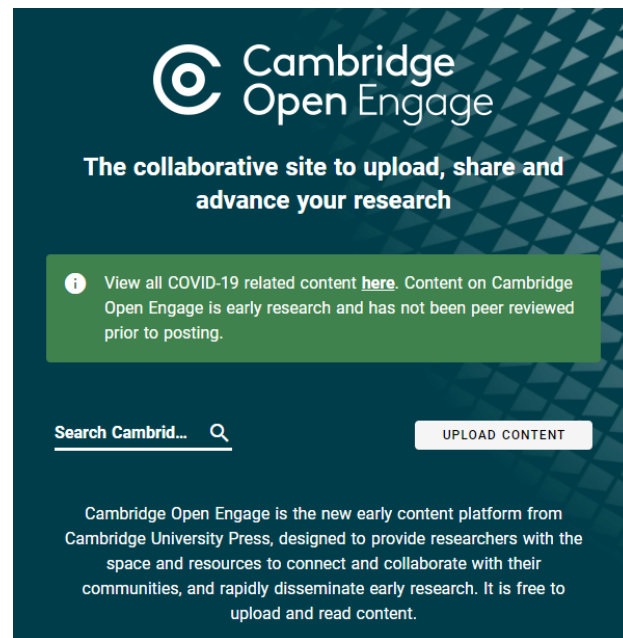 Cambridge
Open Engage
The collaborative site to upload, share and
advance your research
View all COVID-19 related content here. Content on Cambridge
Open Engage is early research and has not been peer reviewed
prior to posting.
Search Cambrid...
UPLOAD CONTENT
Cambridge Open Engage is the new early content platform from
Cambridge University Press, designed to provide researchers with the
space and resources to connect and collaborate with their
communities, and rapidly disseminate early research. It is free to
upload and read content.